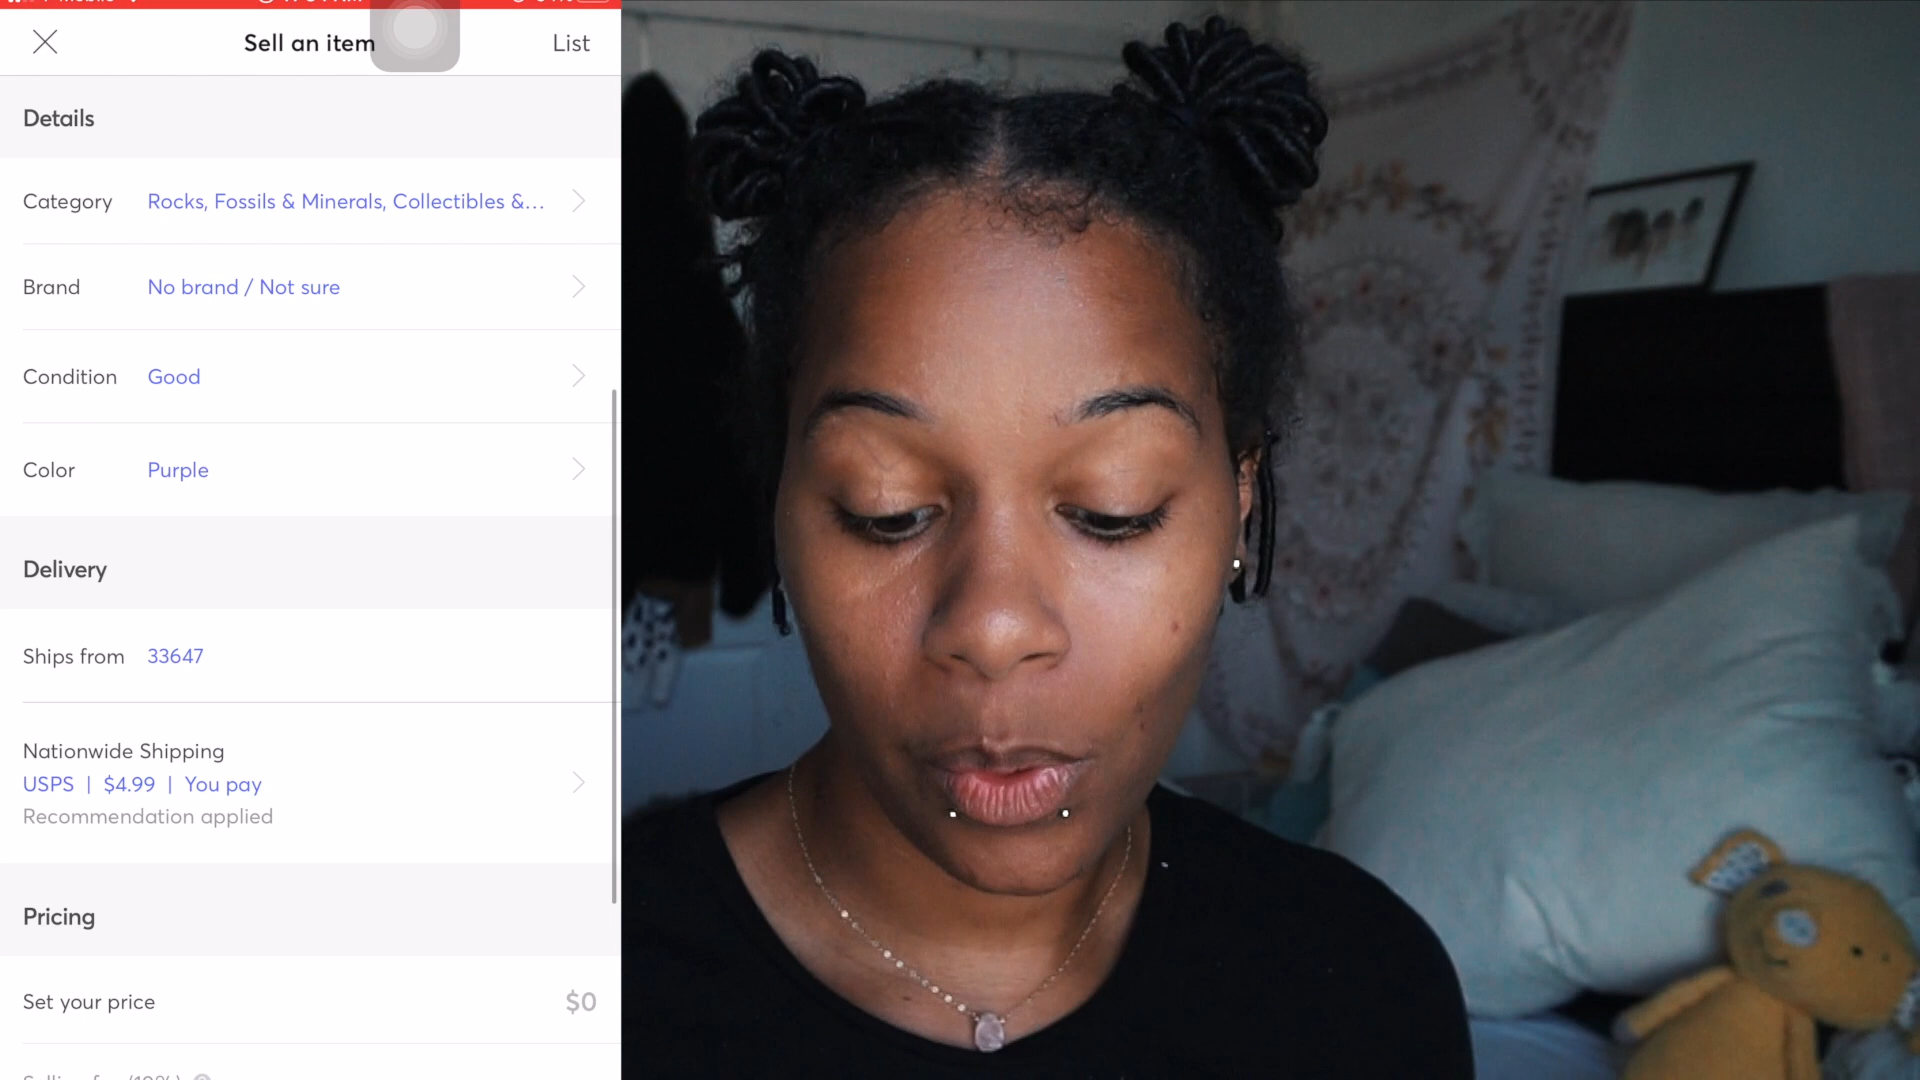 Sell an item
List
Details
Category Rocks, Fossils & Minerals, Collectibles &...
Brand No brand / Not sure
Condition Good
Color Purple
Delivery
Ships from 33647
Nationwide Shipping
USPS | $4.99 | You pay
Recommendation applied
Pricing
Set your price $0